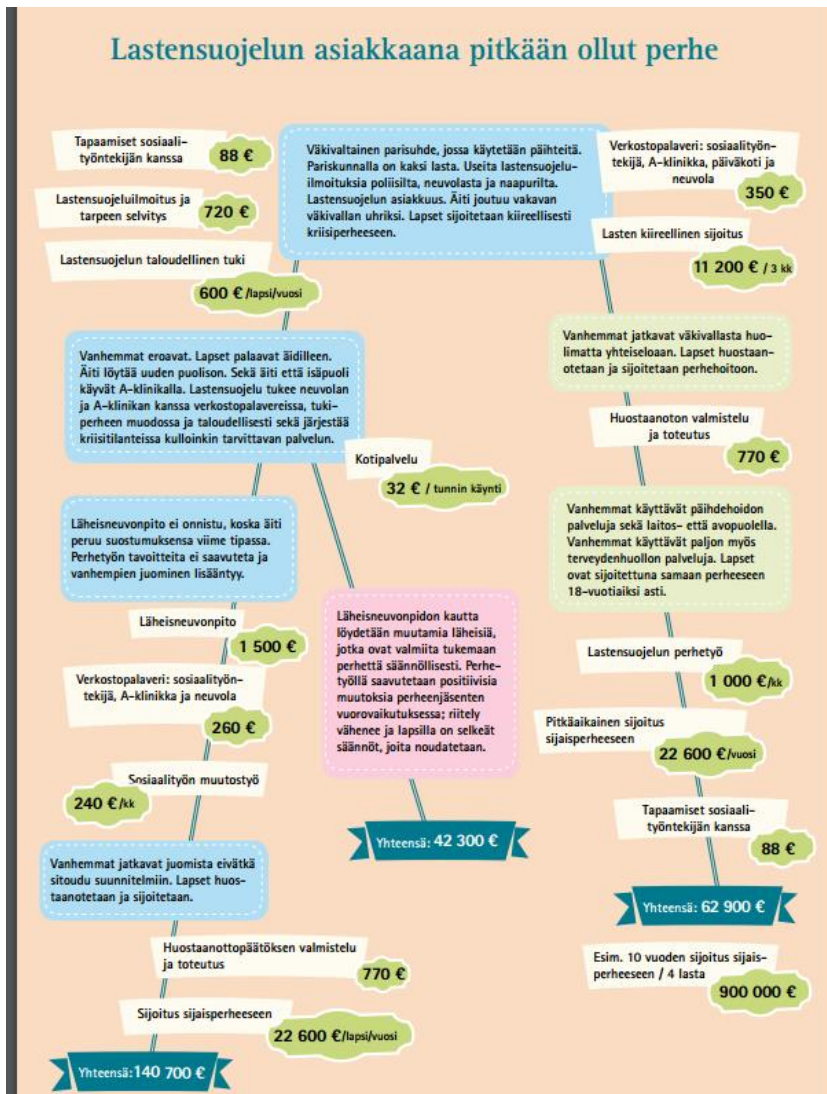 Lastensuojelun asiakkaana pitkään ollut perhe
Tapaamiset sosiaali-
työntekijän kanssa
88 €
Lastensuojeluilmoitus ja
tarpeen selvitys
720 €
Lastensuojelun taloudellinen tuki
600 € /lapsi/vuosi
Väkivaltainen parisuhde, jossa käytetään päihteitä.
Pariskunnalla on kaksi lasta. Useita lastensuojelu-
ilmoituksia poliisilta, neuvolasta ja naapurilta.
Lastensuojelun asiakkuus. Äiti joutuu vakavan
väkivallan uhriksi. Lapset sijoitetaan kiireellisesti
kriisiperheeseen.
Verkostopalaveri: sosiaalityön-
tekijä, A-klinikka, päiväkoti ja
neuvola
350 €
Lasten kiireellinen sijoitus
11 200 € / 3 kk
Vanhemmat eroavat. Lapset palaavat äidilleen.
Äiti löytää uuden puolison. Sekä äiti että isäpuoli
käyvät A-klinikalla. Lastensuojelu tukee neuvolan
ja A-klinikan kanssa verkostopalavereissa, tuki-
perheen muodossa ja taloudellisesti sekä järjestää
kriisitilanteissa kulloinkin tarvittavan palvelun.
Kotipalvelu
32 € / tunnin käynti
Läheisneuvonpito ei onnistu, koska äiti
peruu suostumuksensa viime tipassa.
Perhetyön tavoitteita ei saavuteta ja
vanhempien juominen lisääntyy.
Läheisneuvonpito
1 500 €
Verkostopalaveri: sosiaalityön-
tekijä, A-klinikka ja neuvola
260 €
Sosiaalityön muutostyö
240 €/kk
Vanhemmat jatkavat juomista eivätkä
sitoudu suunnitelmiin. Lapset huos-
taanotetaan ja sijoitetaan.
Huostaanottopäätöksen valmistelu
ja toteutus
770 €
Sijoitus sijaisperheeseen
22 600 €/lapsi/vuosi
Yhteensä: 140 700 €
Läheisneuvonpidon kautta
löydetään muutamia läheisiä,
jotka ovat valmiita tukemaan
perhettä säännöllisesti. Perhe-
työllä saavutetaan positiivisia
muutoksia perheenjäsenten
vuorovaikutuksessa; riitely
vähenee ja lapsilla on selkeät
säännöt, joita noudatetaan.
Yhteensä: 42 300 €
Vanhemmat jatkavat väkivallasta huo-
limatta yhteiseloaan. Lapset huostaan-
otetaan ja sijoitetaan perhehoitoon.
Huostaanoton valmistelu
ja toteutus
770 €
Vanhemmat käyttävät päihdehoidon
palveluja sekä laitos- että avopuolella.
Vanhemmat käyttävät paljon myös
terveydenhuollon palveluja. Lapset
ovat sijoitettuna samaan perheeseen
18-vuotiaiksi asti.
Lastensuojelun perhetyö
1 000 €/kk
Pitkäaikainen sijoitus
sijaisperheeseen
22 600 €/vuosi
Tapaamiset sosiaali-
työntekijän kanssa
88 €
Yhteensä: 62 900 €
Esim. 10 vuoden sijoitus sijais-
perheeseen / 4 lasta
900 000 €